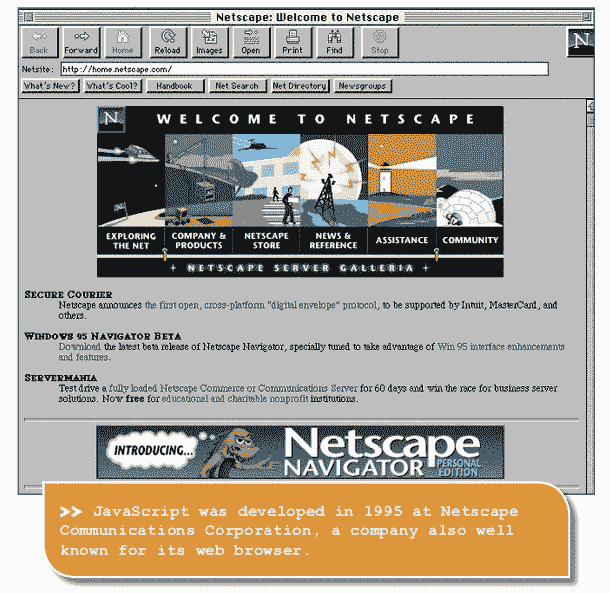 Netscape: Welcome to Netscape
Back Forward Home Reload Images Open Print Find Stop
N
Netsite: http://home.netscape.com/
What's New? What's Cool? Handbook Net Search Net Directory Newsgroups
N
WELCOME TO NETSCAPE
EXPLORING THE NET
COMPANY & PRODUCTS
NETSCAPE STORE
NEWS & REFERENCE
ASSISTANCE
COMMUNITY
NETSCAPE SERVER GALLERIA
SECURE COURIER
Netscape announces the first open, cross-platform "digital envelope" protocol, to be supported by Intuit, MasterCard, and
others.
WINDOWS 95 NAVIGATOR BETA
Download the latest beta release of Netscape Navigator, specially tuned to take advantage of Win 95 interface enhancements
and features.
SERVERMANIA
Test drive a fully loaded Netscape Commerce or Communications Server for 60 days and win the race for business server
solutions. Now free for educational and charitable nonprofit institutions.
INTRODUCING...
Netscape
NAVIGATOR PERSONAL EDITION
>> JavaScript was developed in 1995 at Netscape
Communications Corporation, a company also well
known for its web browser.